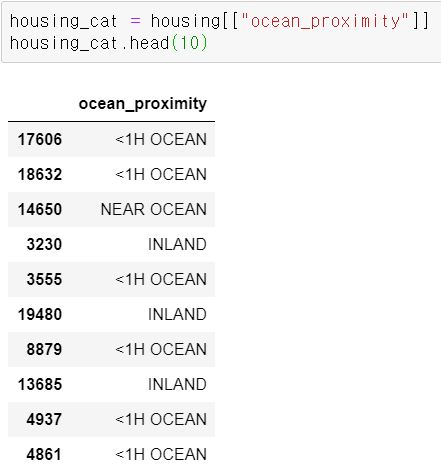 housing_cat = housing[["ocean_proximity"]]
housing_cat.head(10)
ocean_proximity
17606 <1H OCEAN
18632 <1H OCEAN
14650 NEAR OCEAN
3230 INLAND
3555 <1H OCEAN
19480 INLAND
8879 <1H OCEAN
13685 INLAND
4937 <1H OCEAN
4861 <1H OCEAN